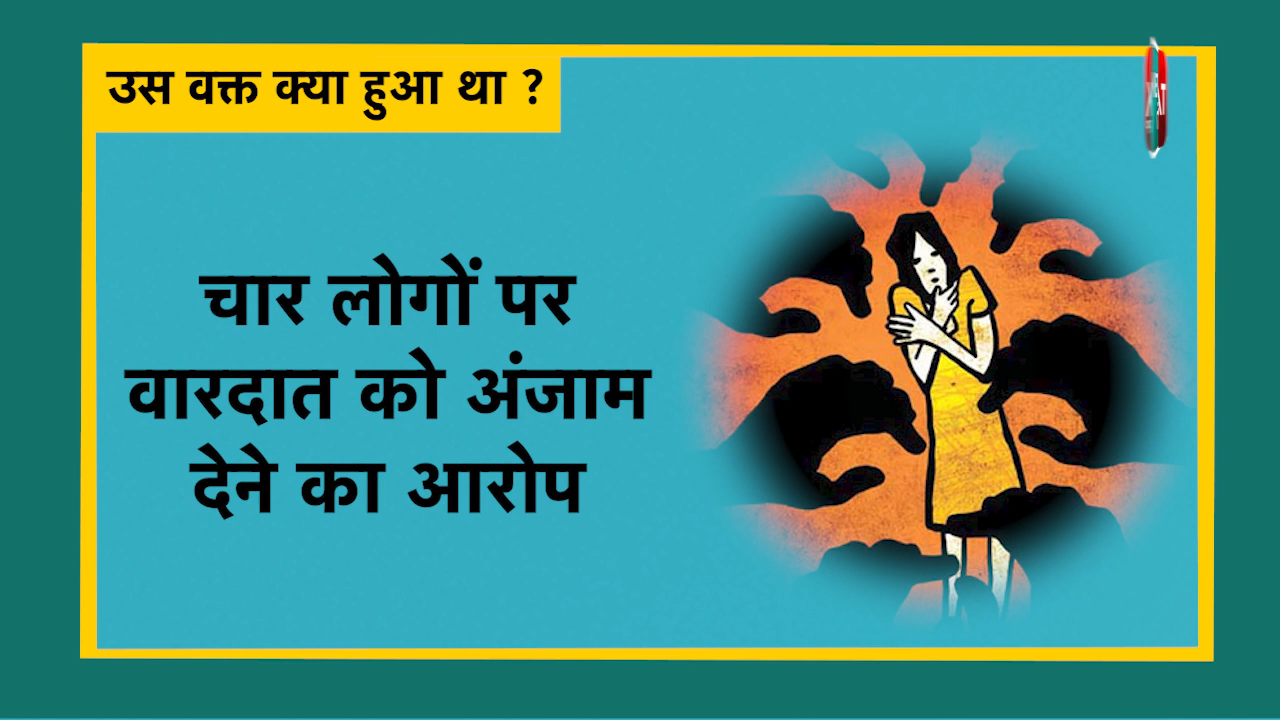 उस वक्त क्या हुआ था ?
चार लोगों पर
वारदात को अंजाम
देने का आरोप